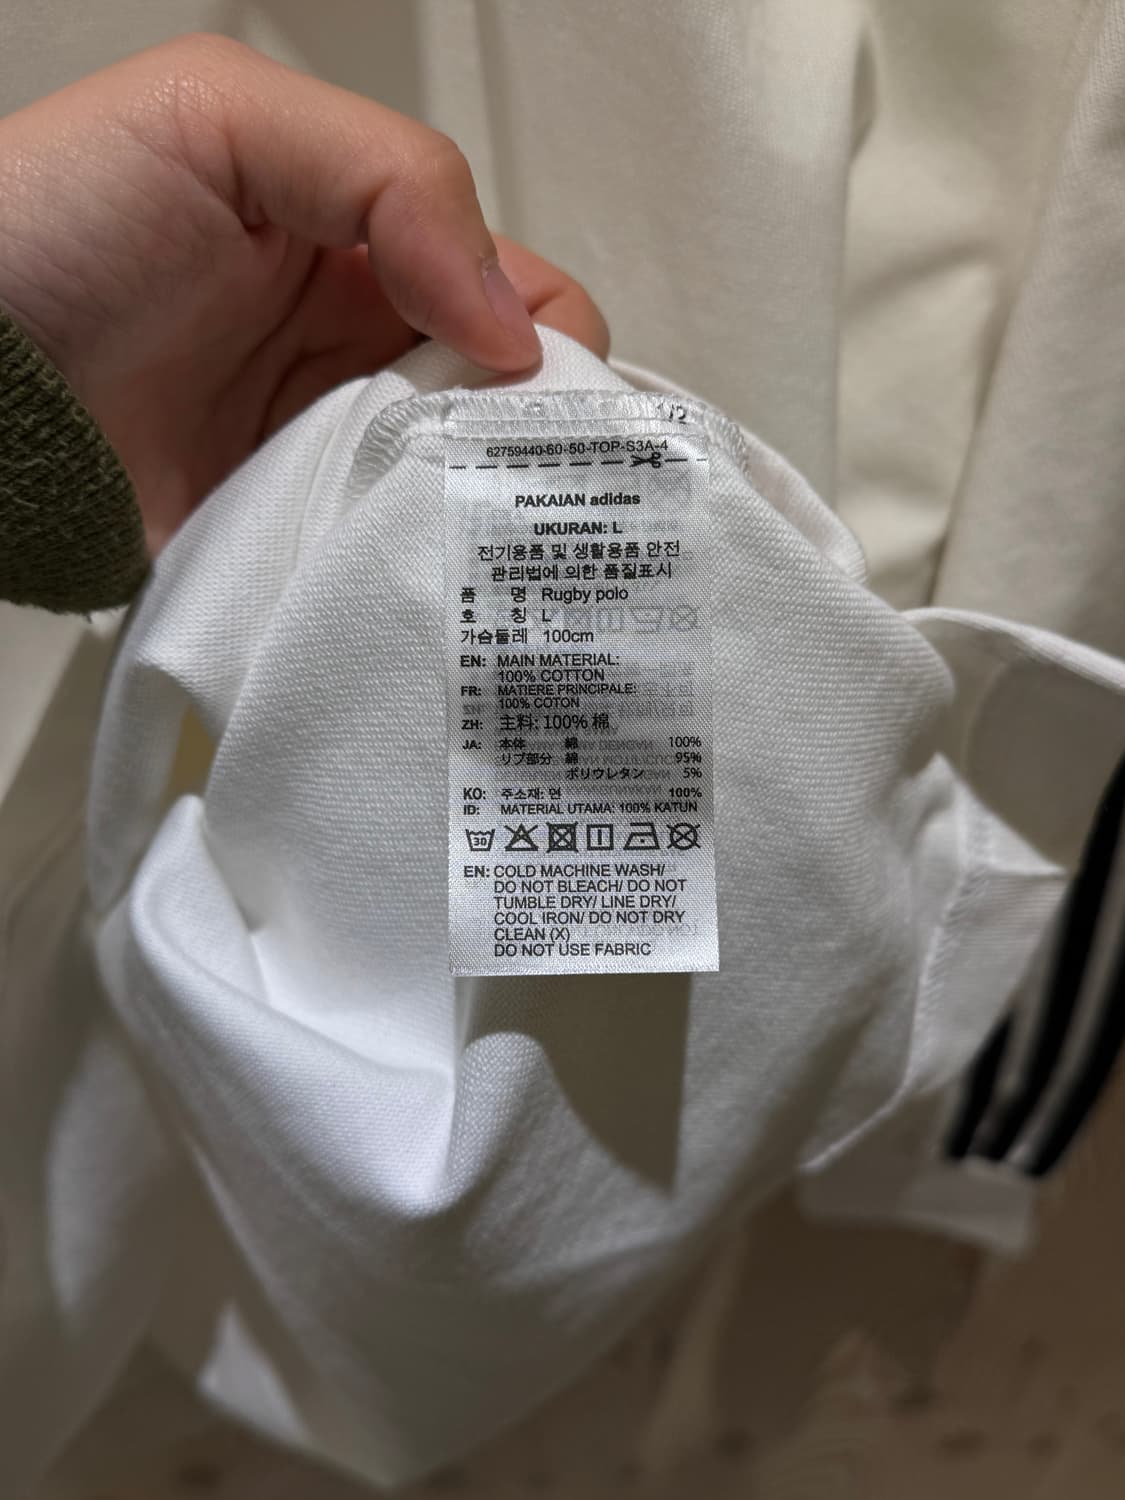 1/2
62759440-60-50-TOP-S3A-4
PAKAIAN adidas
UKURAN: L
전기용품 및 생활용품 안전
관리법에 의한 품질표시
품 명 Rugby polo
호 칭 L
가슴둘레 100cm
EN: MAIN MATERIAL:
100% COTTON
FR: MATIERE PRINCIPALE:
100% COTON
ZH: 主料: 100% 棉
JA: 本体 綿 100%
リブ部分 綿 95%
ポリウレタン 5%
KO: 주소재: 면 100%
ID: MATERIAL UTAMA: 100% KATUN
30
EN: COLD MACHINE WASH/
DO NOT BLEACH/ DO NOT
TUMBLE DRY/ LINE DRY/
COOL IRON/ DO NOT DRY
CLEAN (X)
DO NOT USE FABRIC